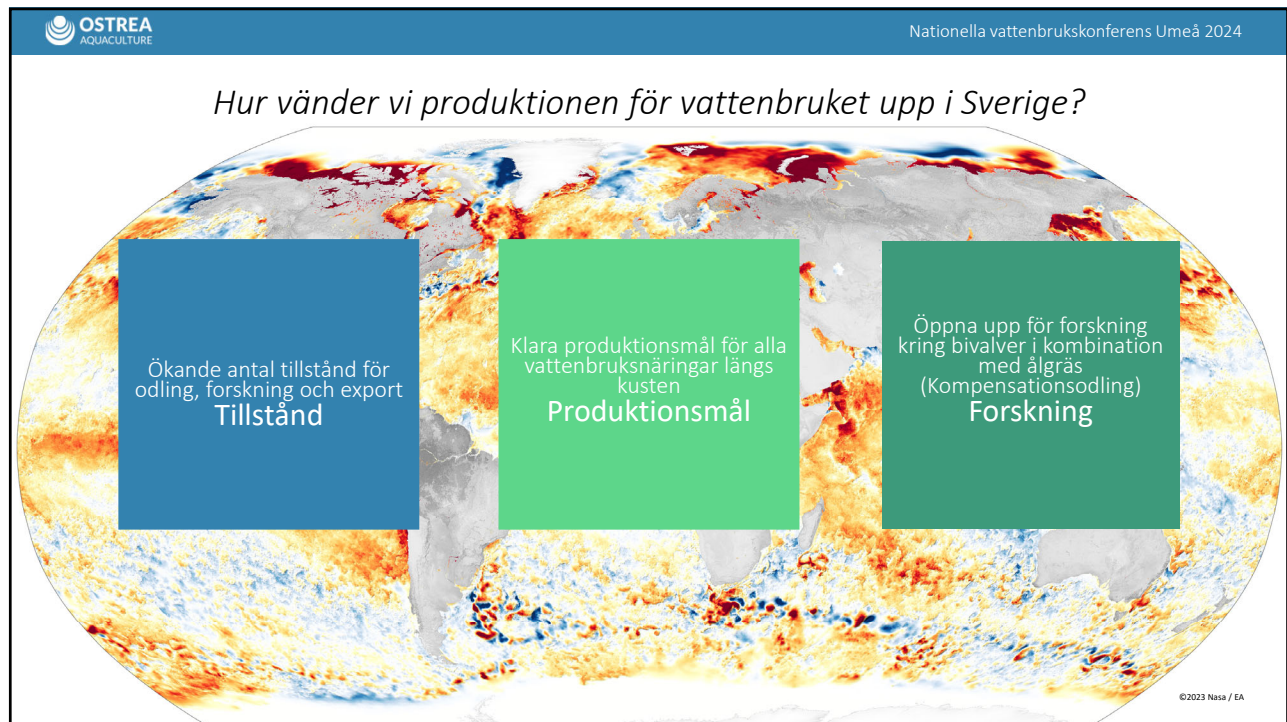 OSTREA
AQUACULTURE
Nationella vattenbrukskonferens Umeå 2024
Hur vänder vi produktionen för vattenbruket upp i Sverige?
Ökande antal tillstånd för
odling, forskning och export
Tillstånd
Klara produktionsmål för alla
vattenbruksnäringar längs
kusten
Produktionsmål
Öppna upp för forskning
kring bivalver i kombination
med ålgräs
(Kompensationsodling)
Forskning
©2023 Nasa / EA